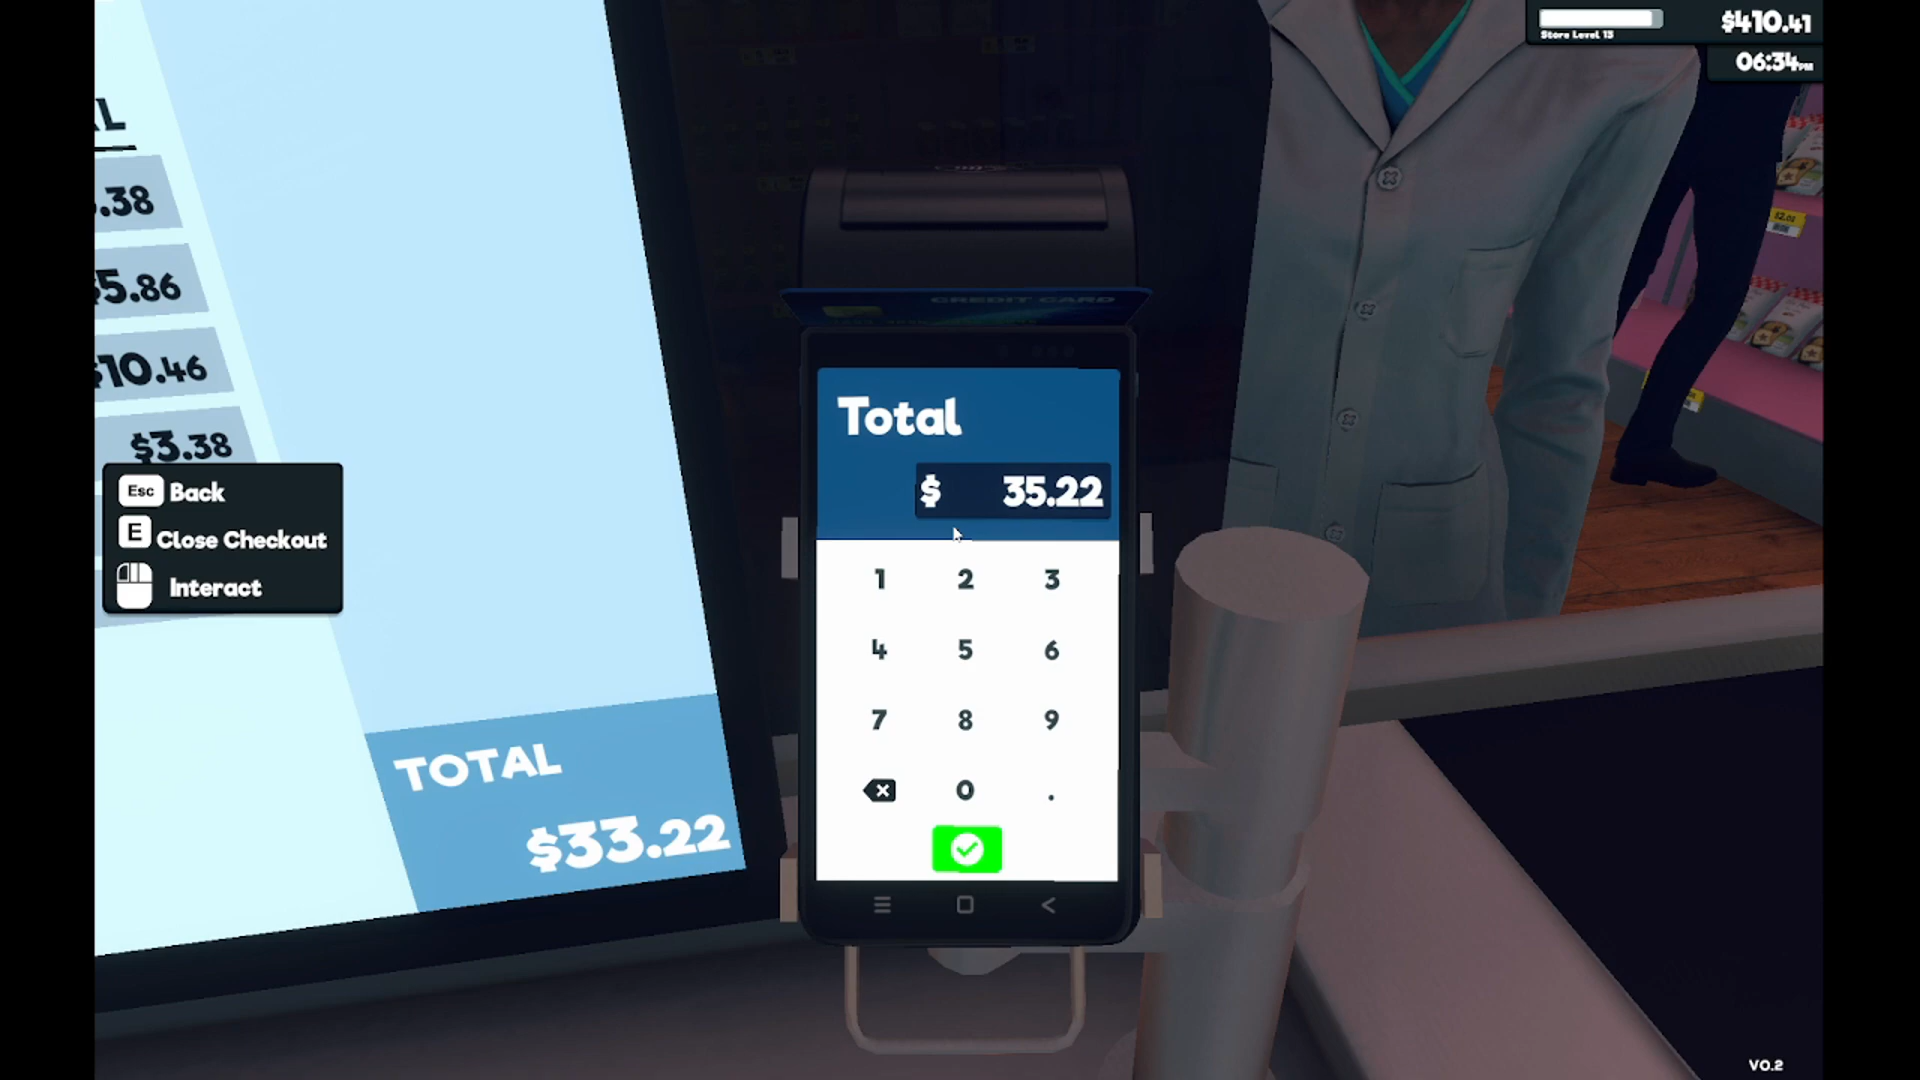 $410.41
Store Level 13
06:34PM
AL
.38
$5.86
$10.46
$3.38
CREDIT CARD
Total
$ 35.22
Esc Back
E Close Checkout
Interact
1 2 3
4 5 6
7 8 9
0 .
TOTAL
$33.22
V0.2